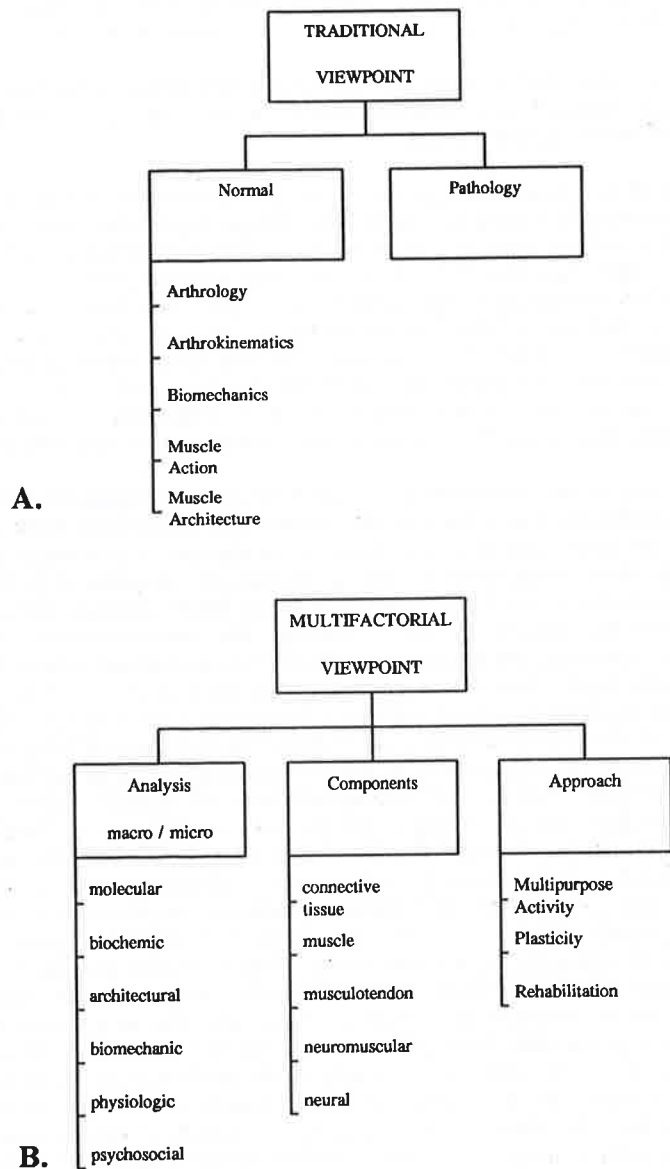 TRADITIONAL
VIEWPOINT
Normal
Pathology
Arthrology
Arthrokinematics
Biomechanics
Muscle
Action
Muscle
Architecture
A.
MULTIFACTORIAL
VIEWPOINT
Analysis
macro / micro
Components
Approach
molecular
biochemic
architectural
biomechanic
physiologic
psychosocial
connective
tissue
muscle
musculotendon
neuromuscular
neural
Multipurpose
Activity
Plasticity
Rehabilitation
B.